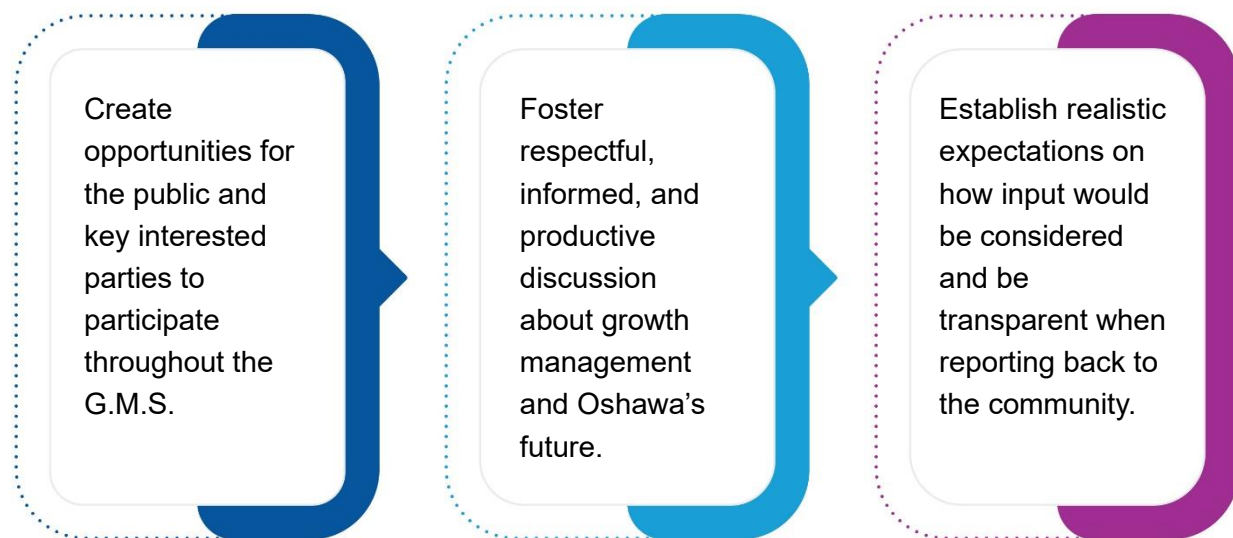 Create
opportunities for
the public and
key interested
parties to
participate
throughout the
G.M.S.
Foster
respectful,
informed, and
productive
discussion
about growth
management
and Oshawa’s
future.
Establish realistic
expectations on
how input would
be considered
and be
transparent when
reporting back to
the community.